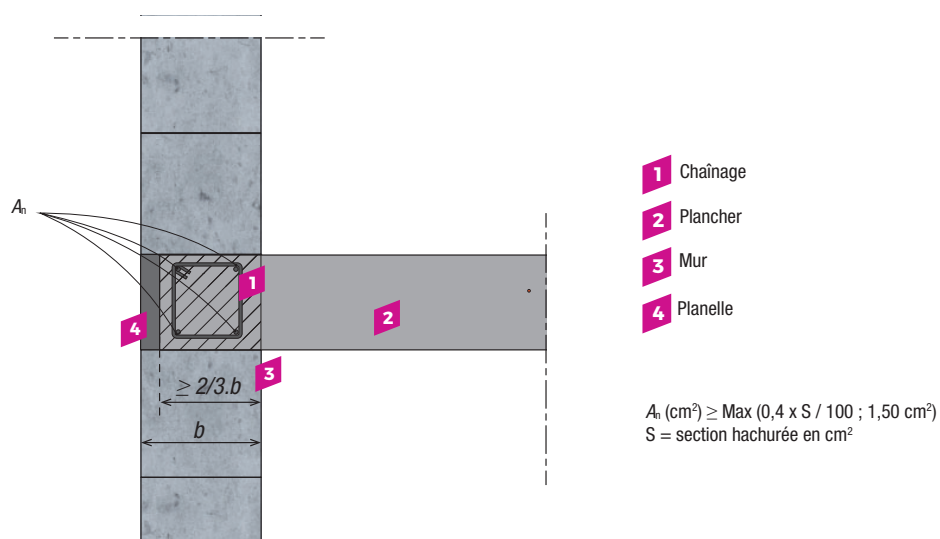 Aₙ
1
4
2
3
≥ 2/3.b
b
1 Chaînage
2 Plancher
3 Mur
4 Planelle
Aₙ (cm²) ≥ Max (0,4 x S / 100 ; 1,50 cm²)
S = section hachurée en cm²